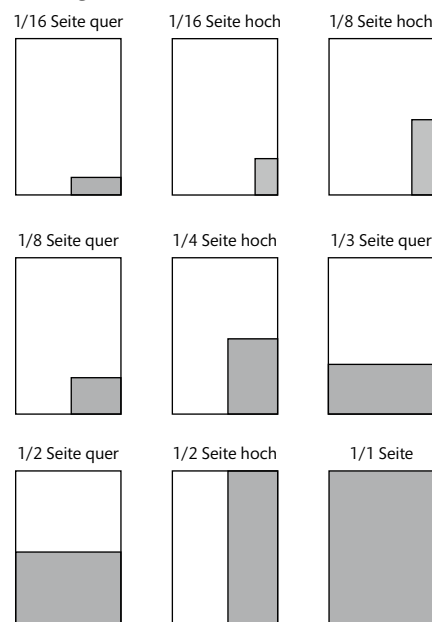 1/16 Seite quer 1/16 Seite hoch 1/8 Seite hoch
1/8 Seite quer 1/4 Seite hoch 1/3 Seite quer
1/2 Seite quer 1/2 Seite hoch 1/1 Seite